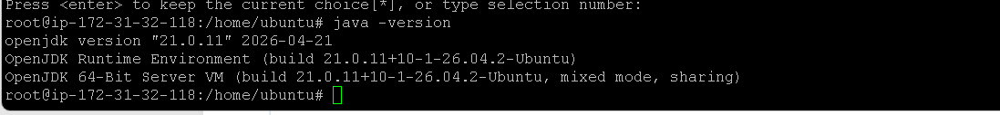 Press <enter> to keep the current choice[*], or type selection number:
root@ip-172-31-32-118:/home/ubuntu# java -version
openjdk version "21.0.11" 2026-04-21
OpenJDK Runtime Environment (build 21.0.11+10-1-26.04.2-Ubuntu)
OpenJDK 64-Bit Server VM (build 21.0.11+10-1-26.04.2-Ubuntu, mixed mode, sharing)
root@ip-172-31-32-118:/home/ubuntu#